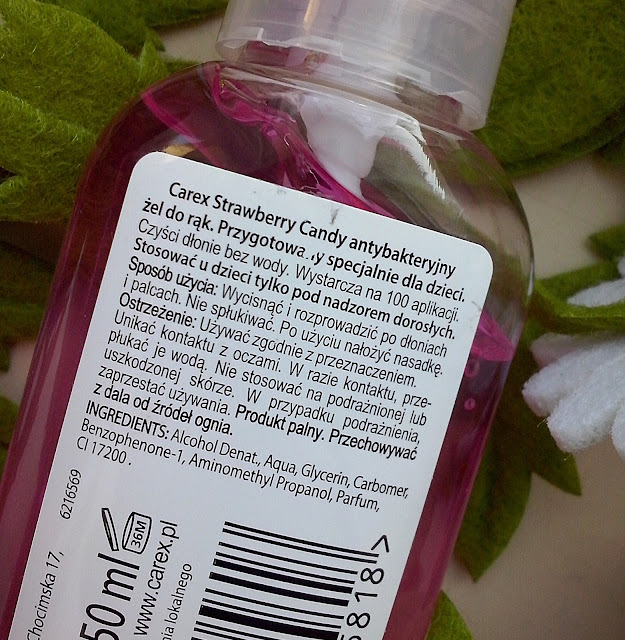 Carex Strawberry Candy antybakteryjny
żel do rąk. Przygotowa..y specjalnie dla dzieci.
Czyści dłonie bez wody. Wystarcza na 100 aplikacji.
Stosować u dzieci tylko pod nadzorem dorosłych.
Sposób użycia: Wycisnąć i rozprowadzić po dłoniach
i palcach. Nie spłukiwać. Po użyciu nałożyć nasadkę.
Ostrzeżenie: Używać zgodnie z przeznaczeniem.
Unikać kontaktu z oczami. W razie kontaktu, prze-
płukać je wodą. Nie stosować na podrażnionej lub
uszkodzonej skórze. W przypadku podrażnienia,
zaprzestać używania. Produkt palny. Przechowywać
z dala od źródeł ognia.
INGREDIENTS: Alcohol Denat., Aqua, Glycerin, Carbomer,
Benzophenone-1, Aminomethyl Propanol, Parfum,
CI 17200 .
6216569
36M
50 ml
www.carex.pl
lokalnego
Chocimska 17,
6818